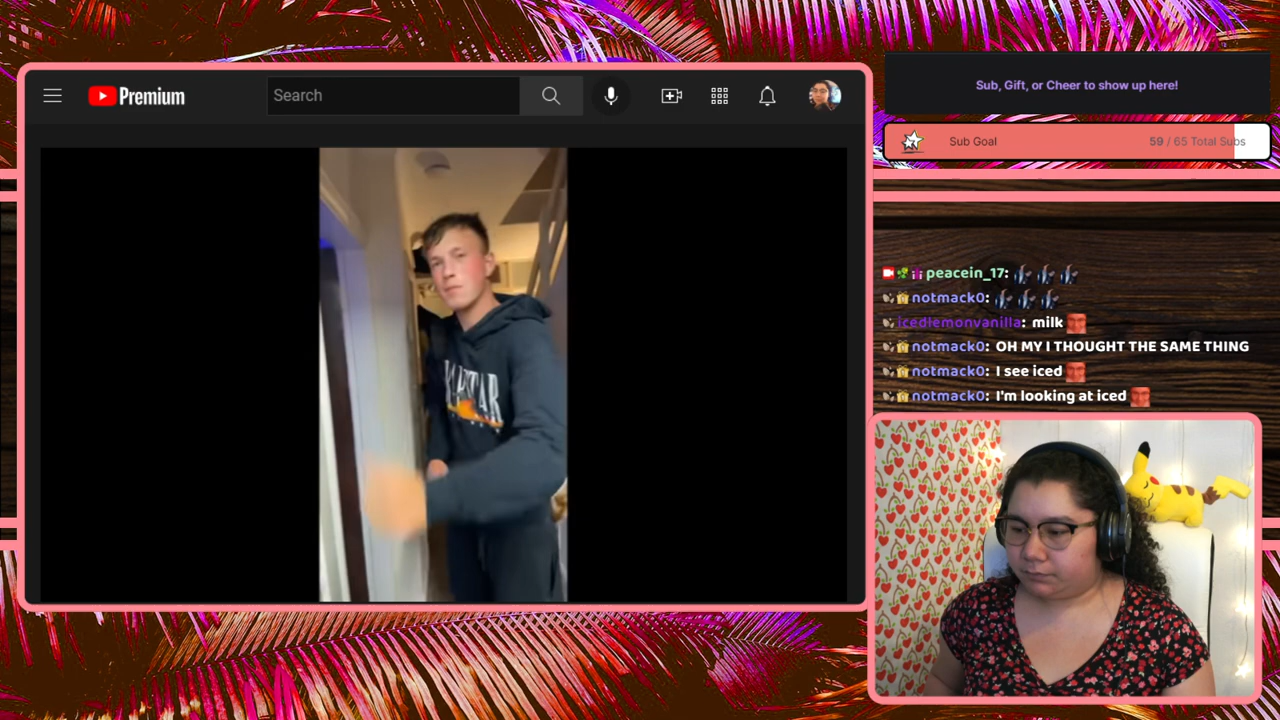 Premium
Search
Sub, Gift, or Cheer to show up here!
Sub Goal
59 / 65 Total Subs
peacein_17:
notmack0:
icedlemonvanilla: milk
notmack0: OH MY I THOUGHT THE SAME THING
notmack0: I see iced
notmack0: I'm looking at iced